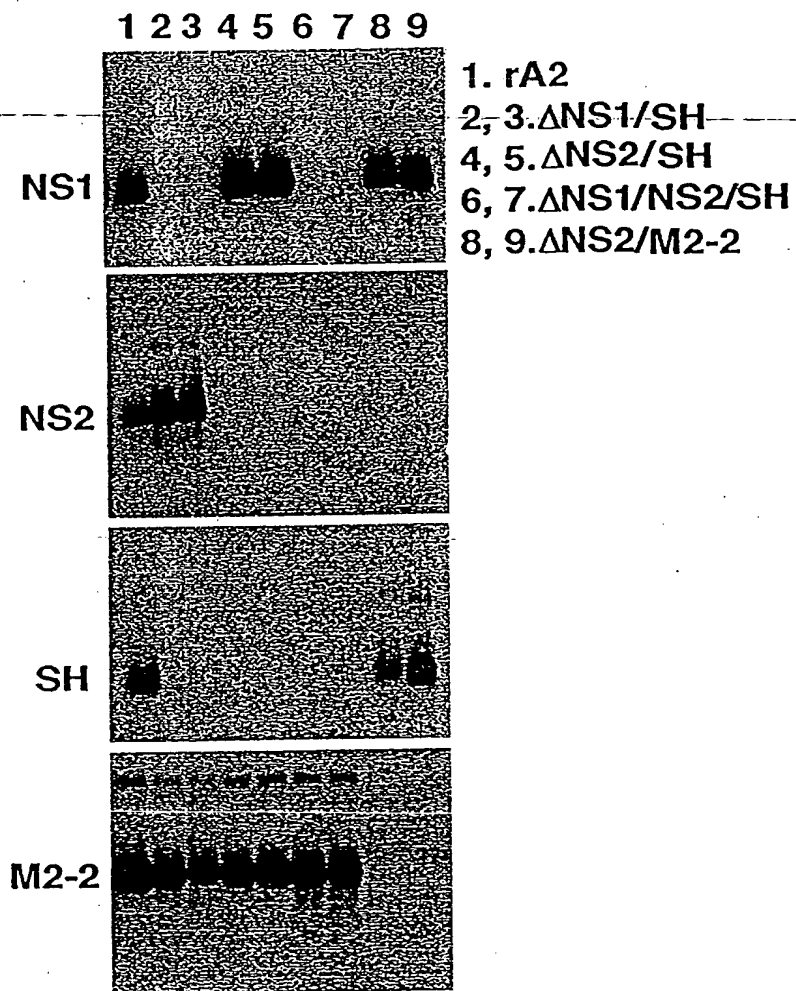 1 2 3 4 5 6 7 8 9
1. rA2
2, 3.ΔNS1/SH
4, 5.ΔNS2/SH
6, 7.ΔNS1/NS2/SH
8, 9.ΔNS2/M2-2
NS1
NS2
SH
M2-2